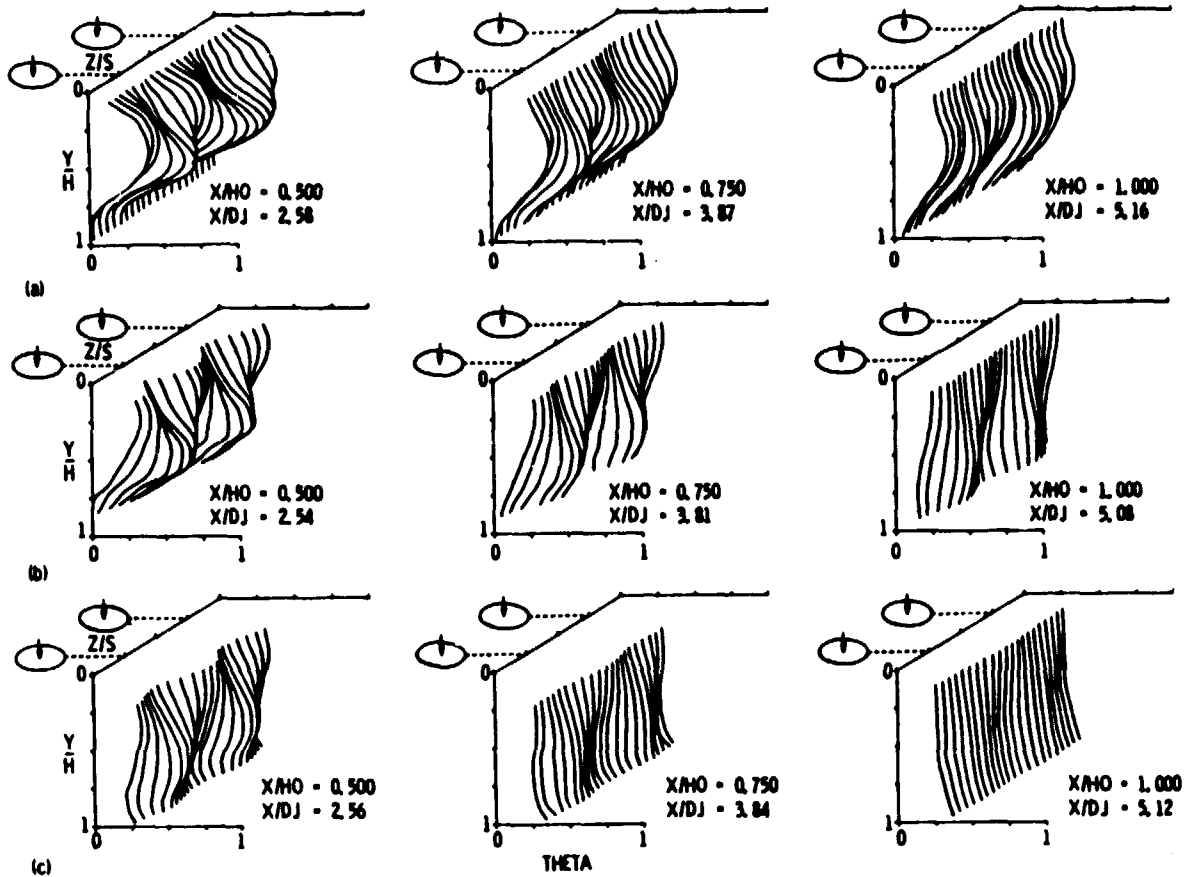 Z/S
0
Y/H
X/HO = 0.500
X/DJ = 2.58
1
0
1
0
X/HO = 0.750
X/DJ = 3.87
1
0
1
0
X/HO = 1.000
X/DJ = 5.16
1
0
1
(a)
Z/S
0
Y/H
X/HO = 0.500
X/DJ = 2.54
1
0
1
0
X/HO = 0.750
X/DJ = 3.81
1
0
1
0
X/HO = 1.000
X/DJ = 5.08
1
0
1
(b)
Z/S
0
Y/H
X/HO = 0.500
X/DJ = 2.56
1
0
1
0
X/HO = 0.750
X/DJ = 3.84
1
0
1
0
X/HO = 1.000
X/DJ = 5.12
1
0
1
(c)
THETA